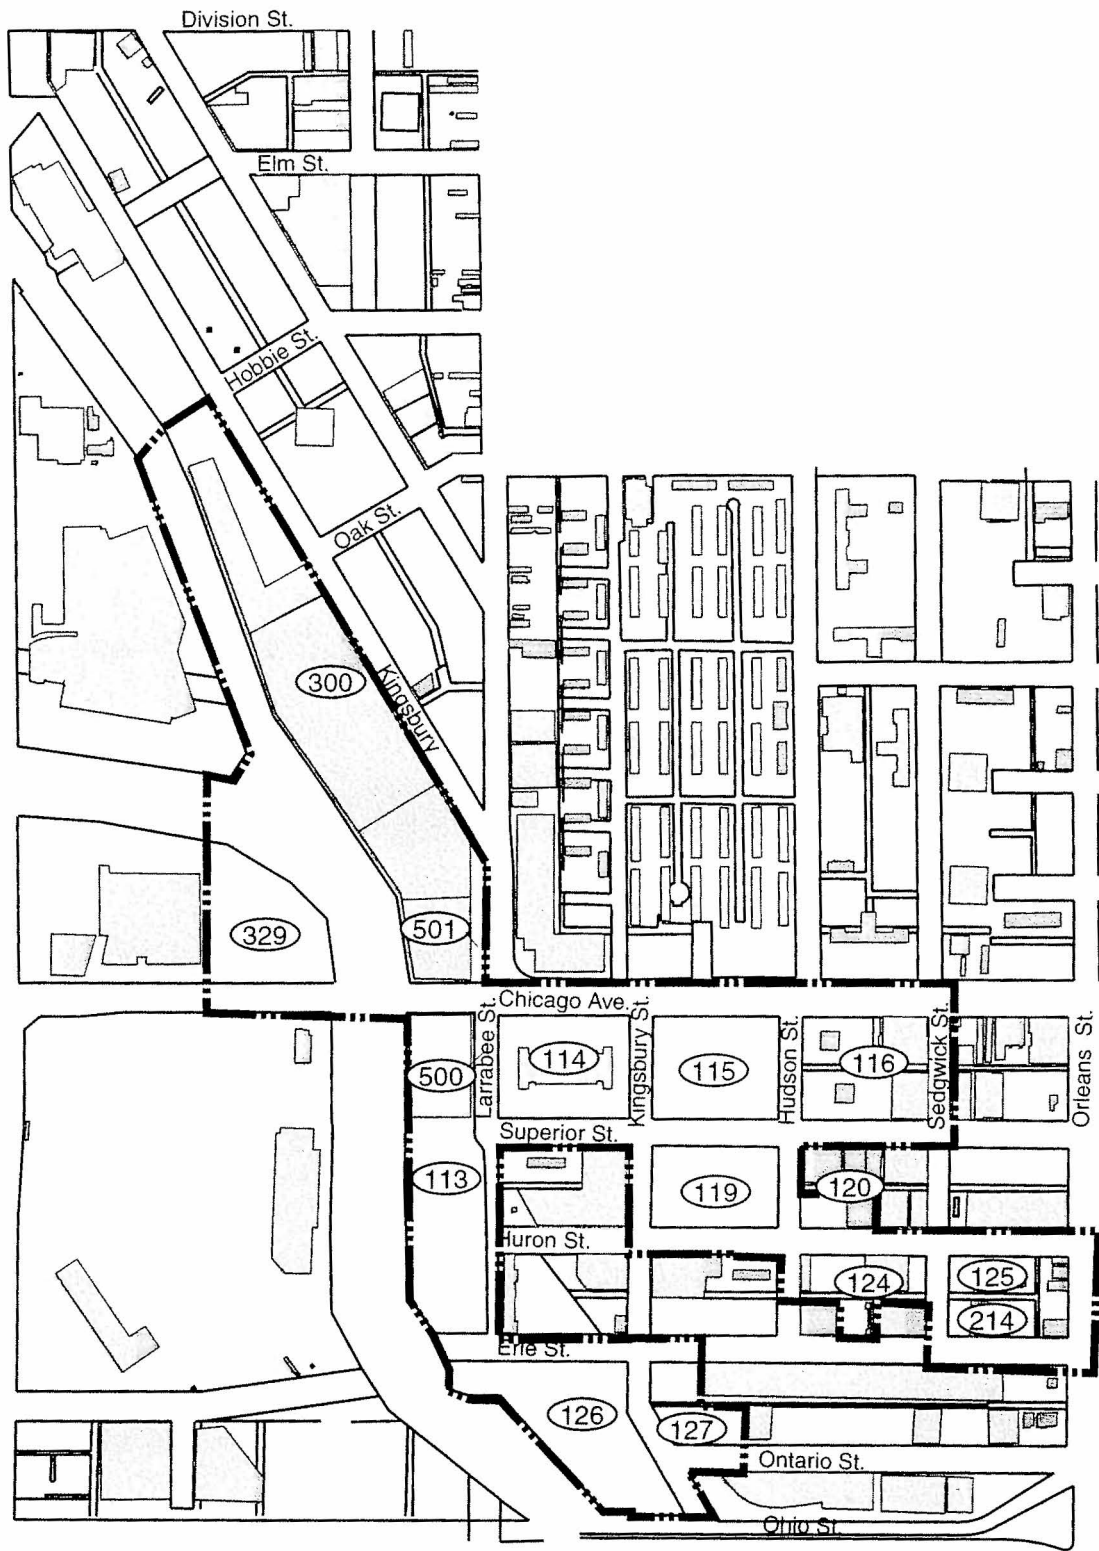 Division St.
Elm St.
Hobbie St.
Oak St.
300
Kingsbury
329
501
Chicago Ave.
Larrabee St.
Kingsbury St.
Hudson St.
Sedgwick St.
Orleans St.
500
114
115
116
Superior St.
113
119
120
Huron St.
124
125
214
Erie St.
126
127
Ontario St.
Ohio St.